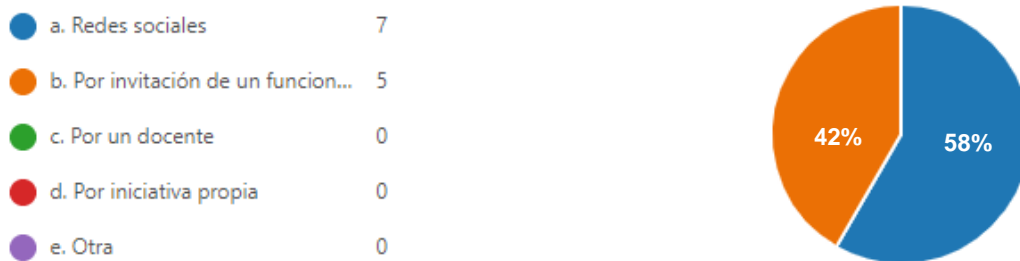 a. Redes sociales 7
b. Por invitación de un funcion... 5
c. Por un docente 0
d. Por iniciativa propia 0
e. Otra 0
42%
58%